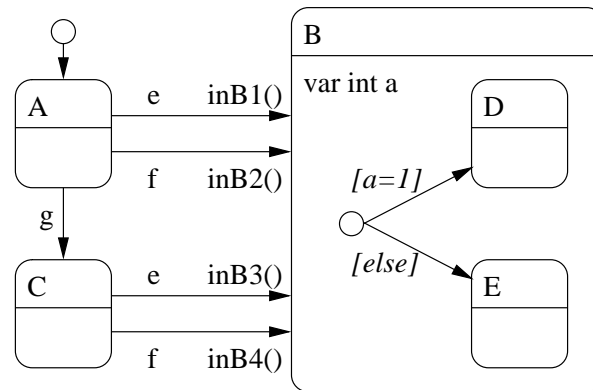 B
var int a
A
e inB1()
D
f inB2()
[a=1]
g
[else]
C
e inB3()
E
f inB4()